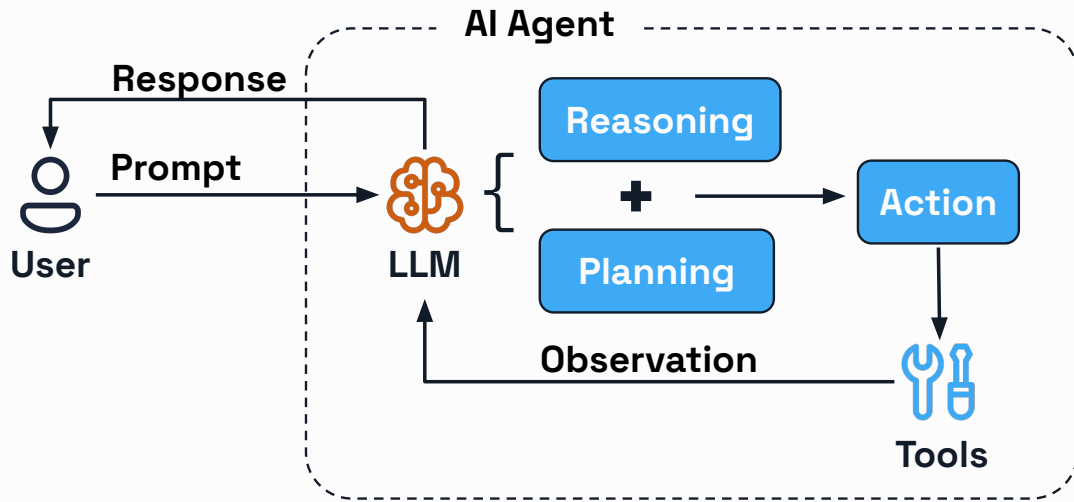 AI Agent
Response
Reasoning
Prompt
Action
User
LLM
Planning
Observation
Tools